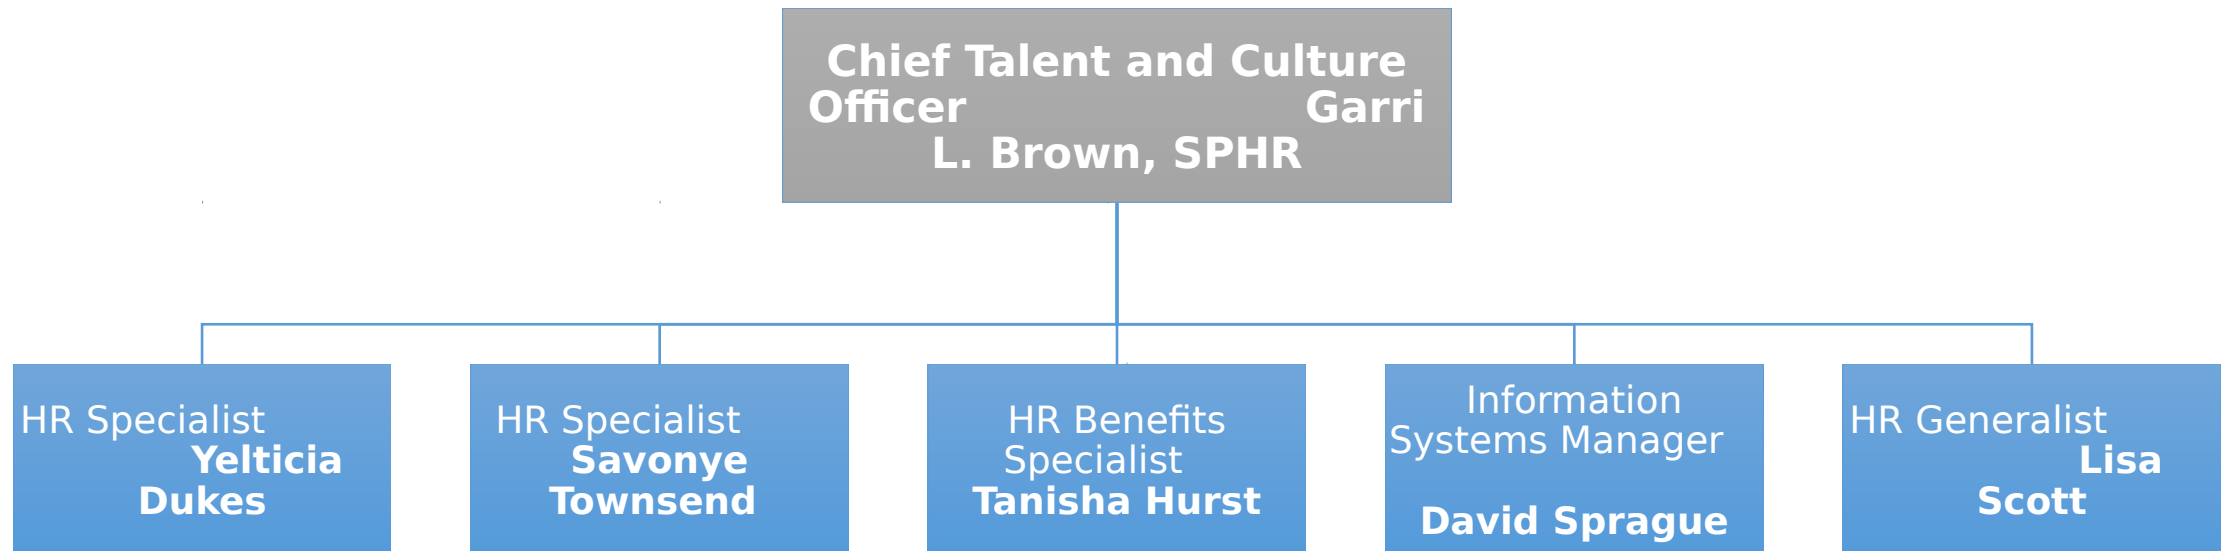 Chief Talent and Culture
Officer Garri
L. Brown, SPHR
HR Specialist
Yelticia
Dukes
HR Specialist
Savonye
Townsend
HR Benefits
Specialist
Tanisha Hurst
Information
Systems Manager
David Sprague
HR Generalist
Lisa
Scott